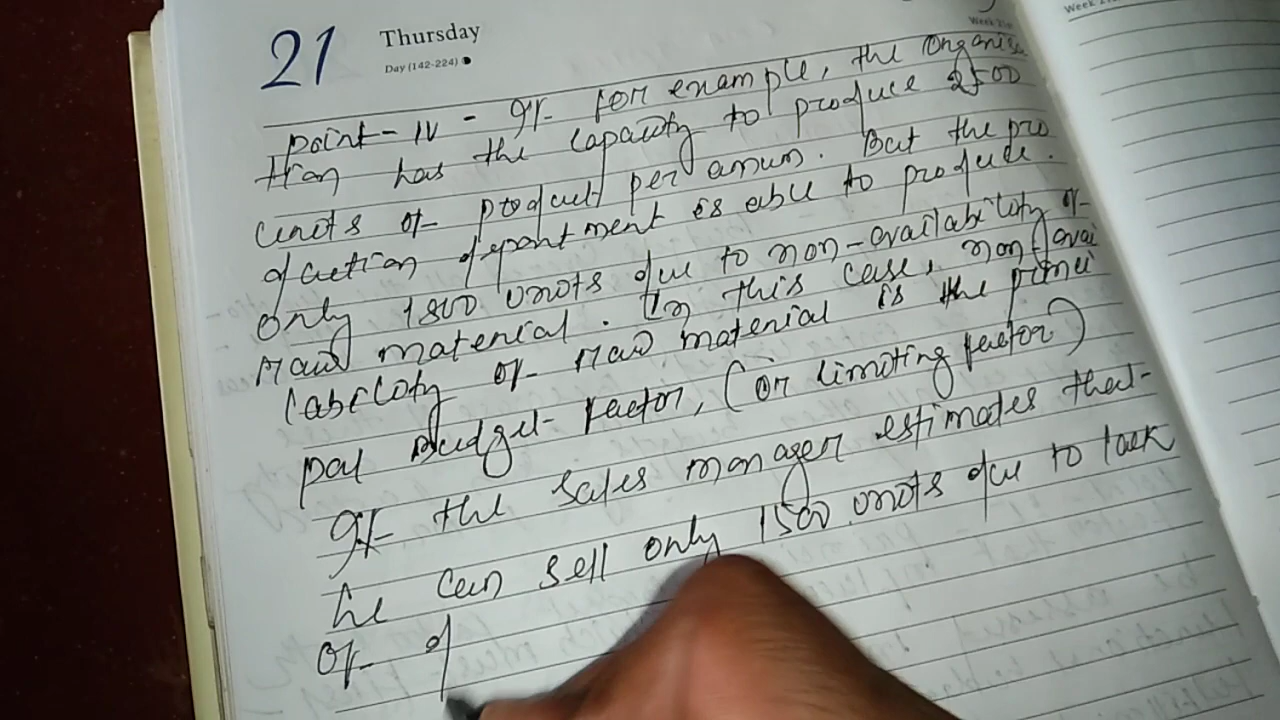 21 Thursday
Day (142-224)
Week 21
Point-IV - If for example, the Organisa
tion has the capacity to produce 2500
units of product per annum. But the pro
duction department is able to produce.
only 1800 units due to non-availability of
raw material. In this case, non avai
lability of raw material is the princi
pal Budget factor, (or limiting factor)
If the sales manager estimates that
he can sell only 1500 units due to lack
of d